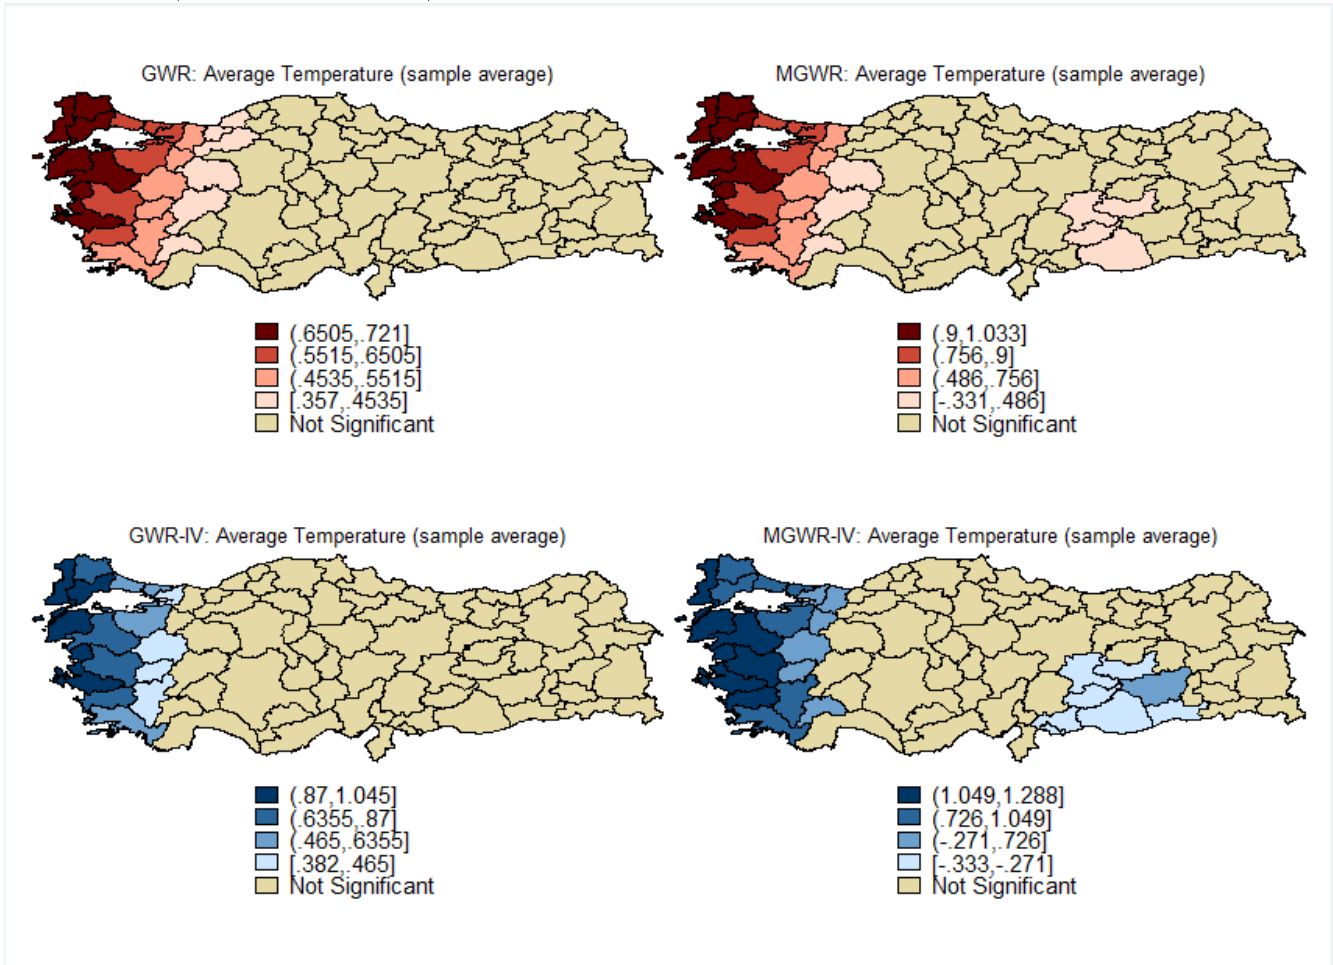 GWR: Average Temperature (sample average)
(.6505,.721]
(.5515,.6505]
(.4535,.5515]
[.357,.4535]
Not Significant
MGWR: Average Temperature (sample average)
(.9,1.033]
(.756,.9]
(.486,.756]
[-.331,.486]
Not Significant
GWR-IV: Average Temperature (sample average)
(.87,1.045]
(.6355,.87]
(.465,.6355]
[.382,.465]
Not Significant
MGWR-IV: Average Temperature (sample average)
(1.049,1.288]
(.726,1.049]
(-.271,.726]
[-.333,-.271]
Not Significant